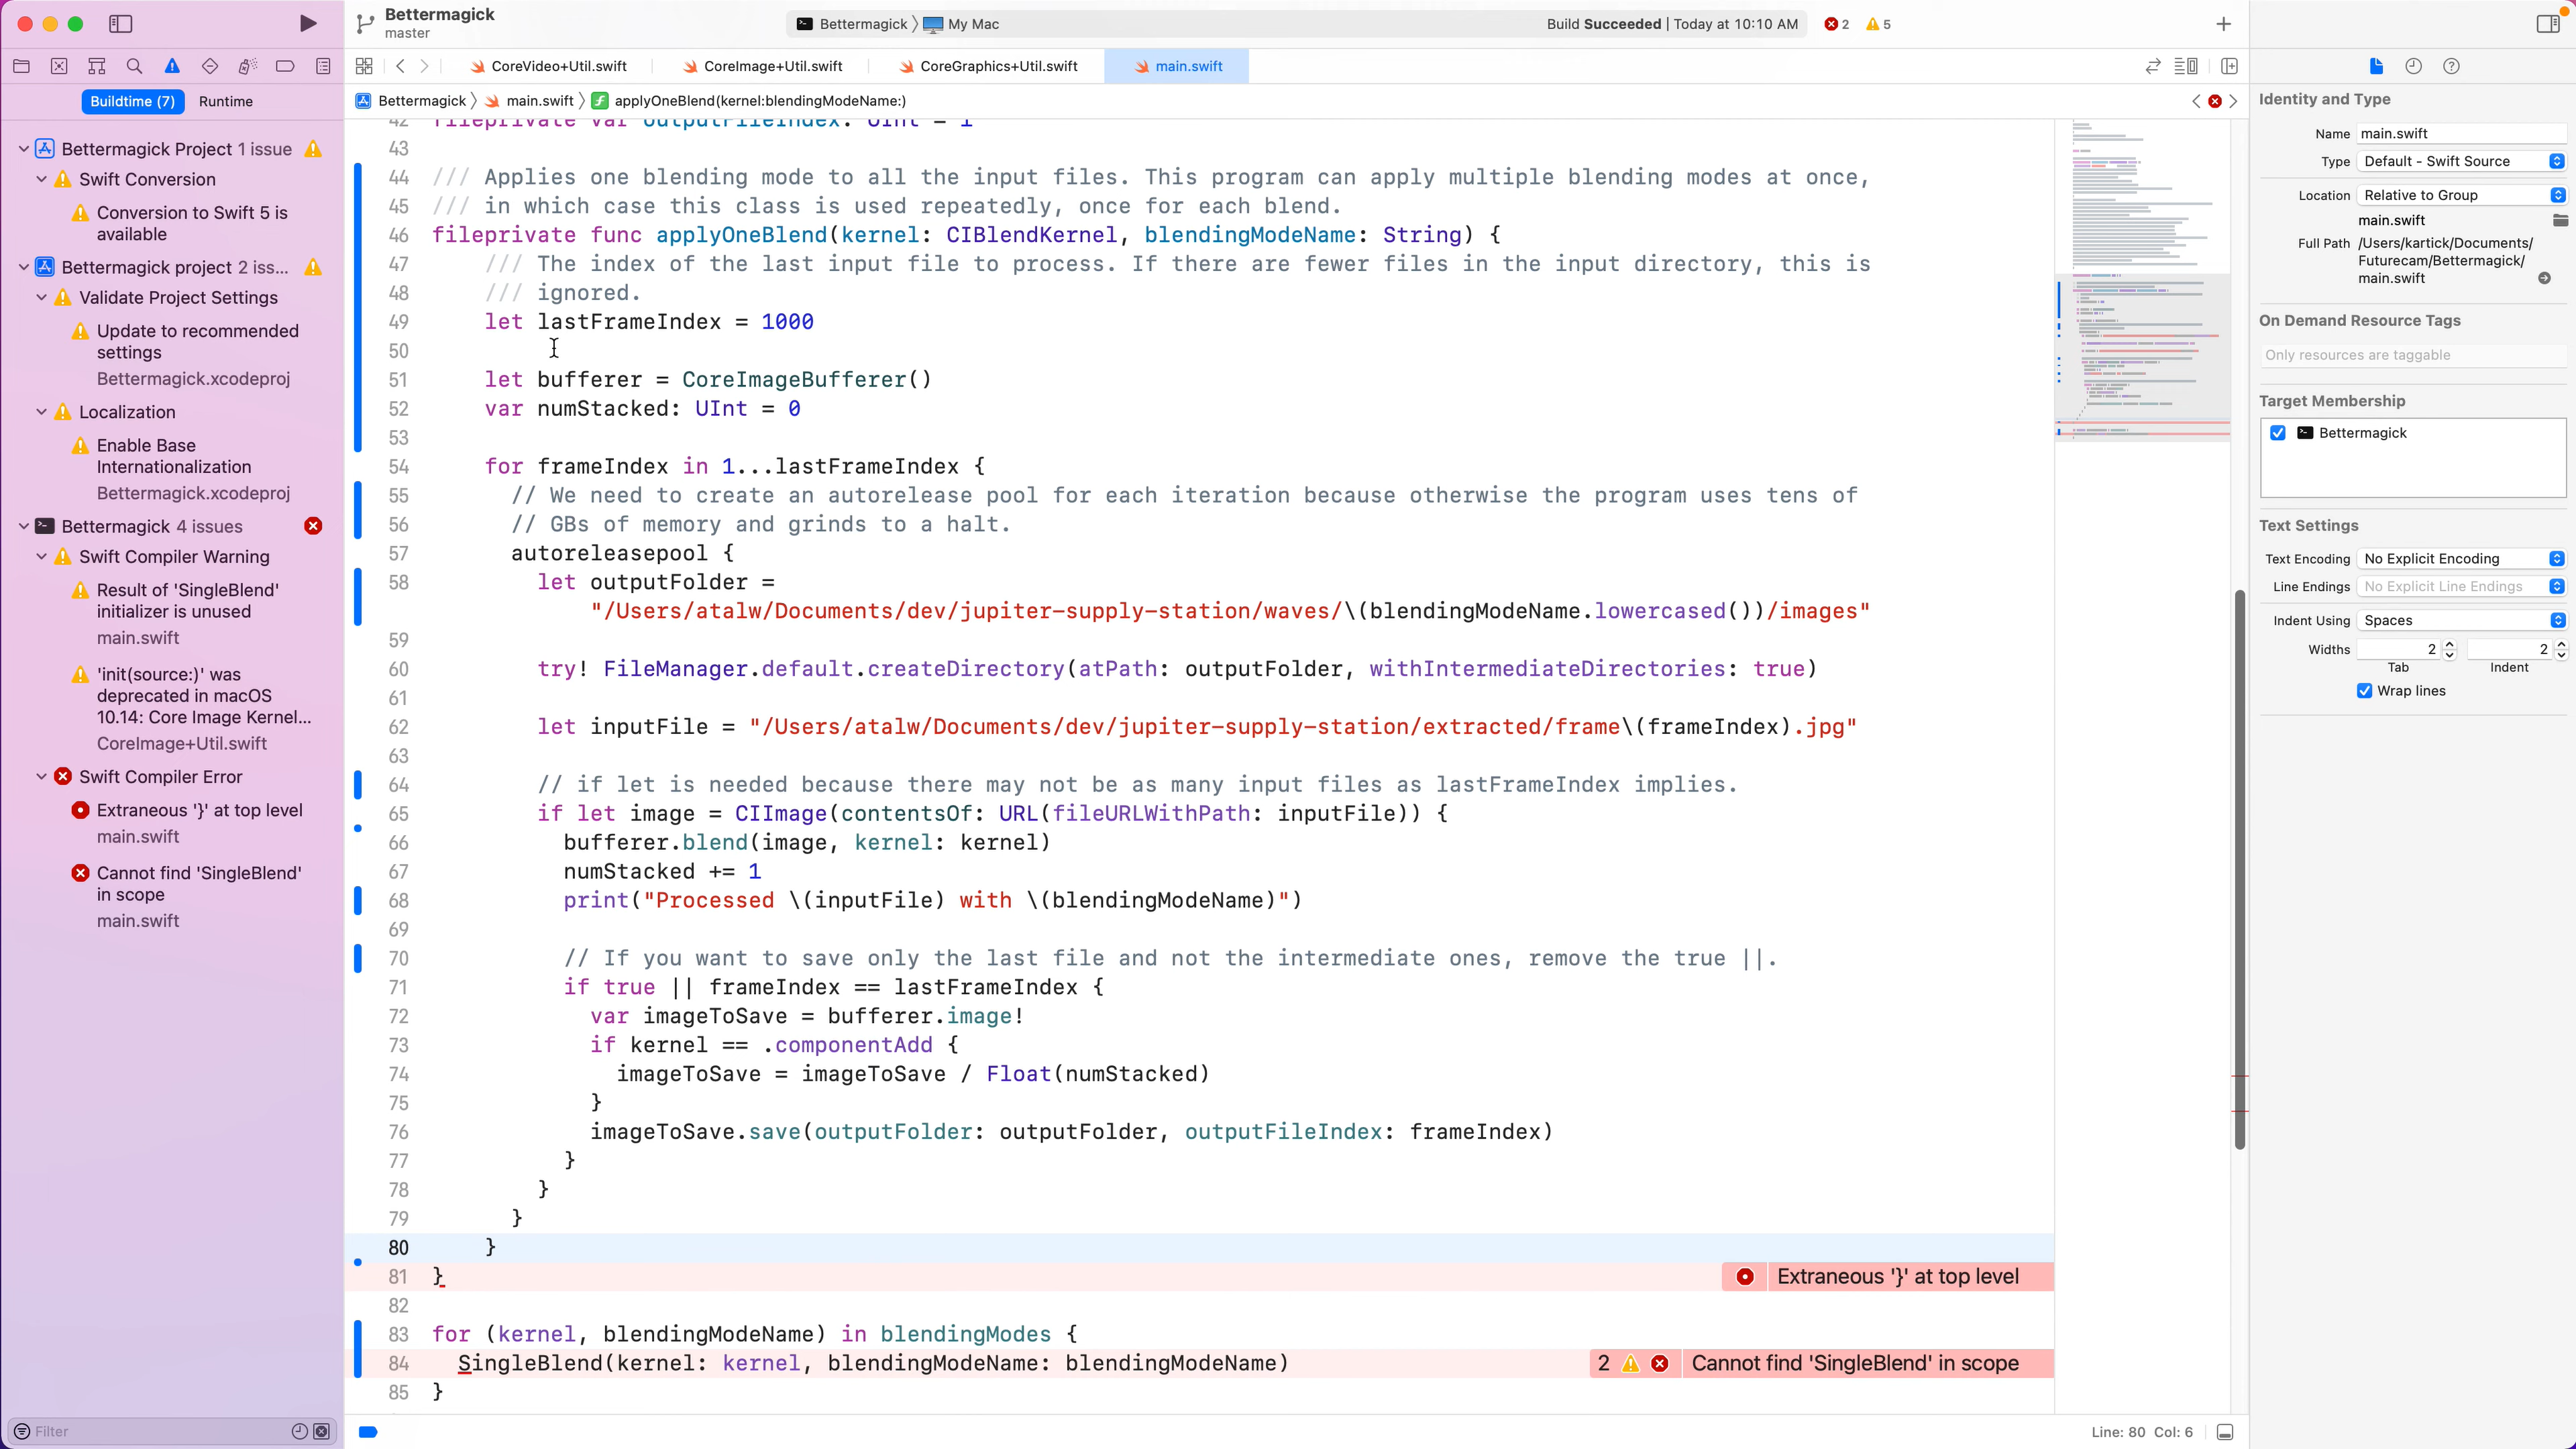 Bettermagick
master
Bettermagick 〉 My Mac
Build Succeeded | Today at 10:10 AM
2
5
CoreVideo+Util.swift
CoreImage+Util.swift
CoreGraphics+Util.swift
main.swift
Buildtime (7)
Runtime
Bettermagick 〉 main.swift 〉 applyOneBlend(kernel:blendingModeName:)
Bettermagick Project 1 issue
Swift Conversion
Conversion to Swift 5 is
available
Bettermagick project 2 iss...
Validate Project Settings
Update to recommended
settings
Bettermagick.xcodeproj
Localization
Enable Base
Internationalization
Bettermagick.xcodeproj
Bettermagick 4 issues
Swift Compiler Warning
Result of 'SingleBlend'
initializer is unused
main.swift
'init(source:)' was
deprecated in macOS
10.14: Core Image Kernel...
CoreImage+Util.swift
Swift Compiler Error
Extraneous '}' at top level
main.swift
Cannot find 'SingleBlend'
in scope
main.swift
Filter
42 fileprivate var outputFileIndex: UInt = 1
43
44 /// Applies one blending mode to all the input files. This program can apply multiple blending modes at once,
45 /// in which case this class is used repeatedly, once for each blend.
46 fileprivate func applyOneBlend(kernel: CIBlendKernel, blendingModeName: String) {
47 /// The index of the last input file to process. If there are fewer files in the input directory, this is
48 /// ignored.
49 let lastFrameIndex = 1000
50
51 let bufferer = CoreImageBufferer()
52 var numStacked: UInt = 0
53
54 for frameIndex in 1...lastFrameIndex {
55 // We need to create an autorelease pool for each iteration because otherwise the program uses tens of
56 // GBs of memory and grinds to a halt.
57 autoreleasepool {
58 let outputFolder =
"/Users/atalw/Documents/dev/jupiter-supply-station/waves/\(blendingModeName.lowercased())/images"
59
60 try! FileManager.default.createDirectory(atPath: outputFolder, withIntermediateDirectories: true)
61
62 let inputFile = "/Users/atalw/Documents/dev/jupiter-supply-station/extracted/frame\(frameIndex).jpg"
63
64 // if let is needed because there may not be as many input files as lastFrameIndex implies.
65 if let image = CIImage(contentsOf: URL(fileURLWithPath: inputFile)) {
66 bufferer.blend(image, kernel: kernel)
67 numStacked += 1
68 print("Processed \(inputFile) with \(blendingModeName)")
69
70 // If you want to save only the last file and not the intermediate ones, remove the true ||.
71 if true || frameIndex == lastFrameIndex {
72 var imageToSave = bufferer.image!
73 if kernel == .componentAdd {
74 imageToSave = imageToSave / Float(numStacked)
75 }
76 imageToSave.save(outputFolder: outputFolder, outputFileIndex: frameIndex)
77 }
78 }
79 }
80 }
81 } Extraneous '}' at top level
82
83 for (kernel, blendingModeName) in blendingModes {
84 SingleBlend(kernel: kernel, blendingModeName: blendingModeName) 2 Cannot find 'SingleBlend' in scope
85 }
Line: 80 Col: 6
Identity and Type
Name main.swift
Type Default - Swift Source
Location Relative to Group
main.swift
Full Path /Users/kartick/Documents/
Futurecam/Bettermagick/
main.swift
On Demand Resource Tags
Only resources are taggable
Target Membership
Bettermagick
Text Settings
Text Encoding No Explicit Encoding
Line Endings No Explicit Line Endings
Indent Using Spaces
Widths 2 2
Tab Indent
Wrap lines